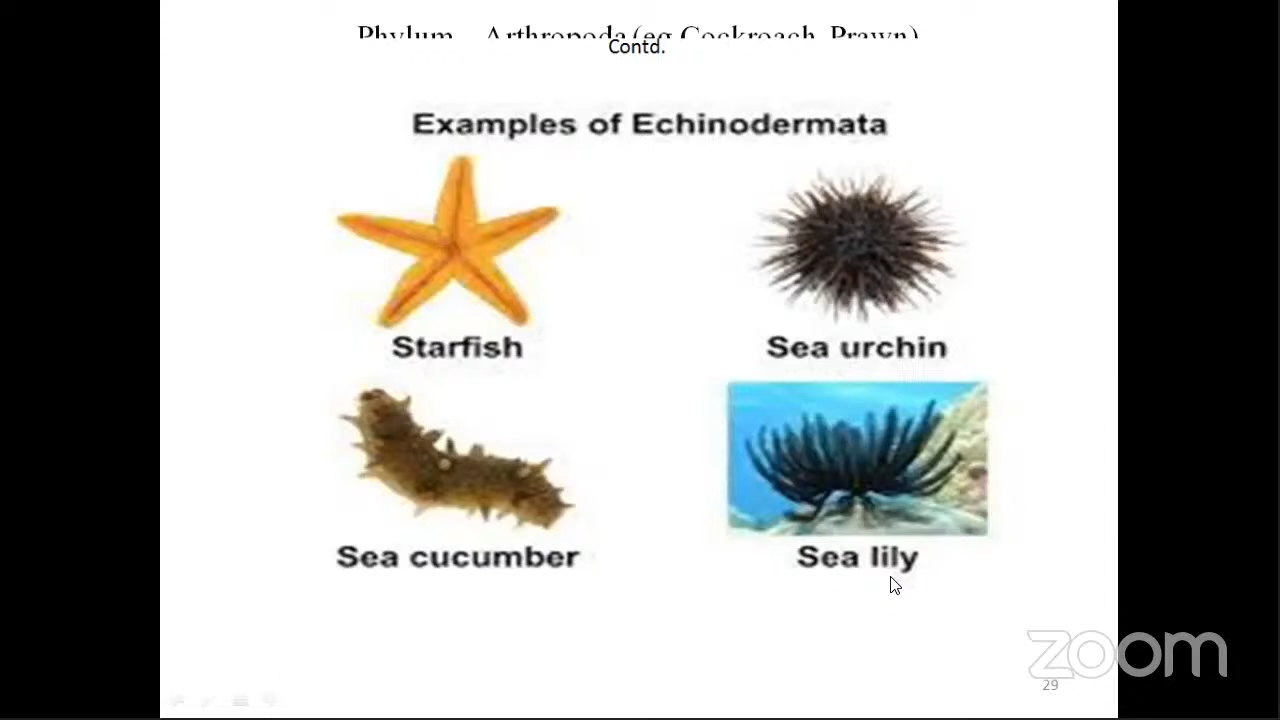 Phylum – Arthropoda (eg Cockroach, Prawn)
Contd.
Examples of Echinodermata
Starfish
Sea urchin
Sea cucumber
Sea lily
zoom
29